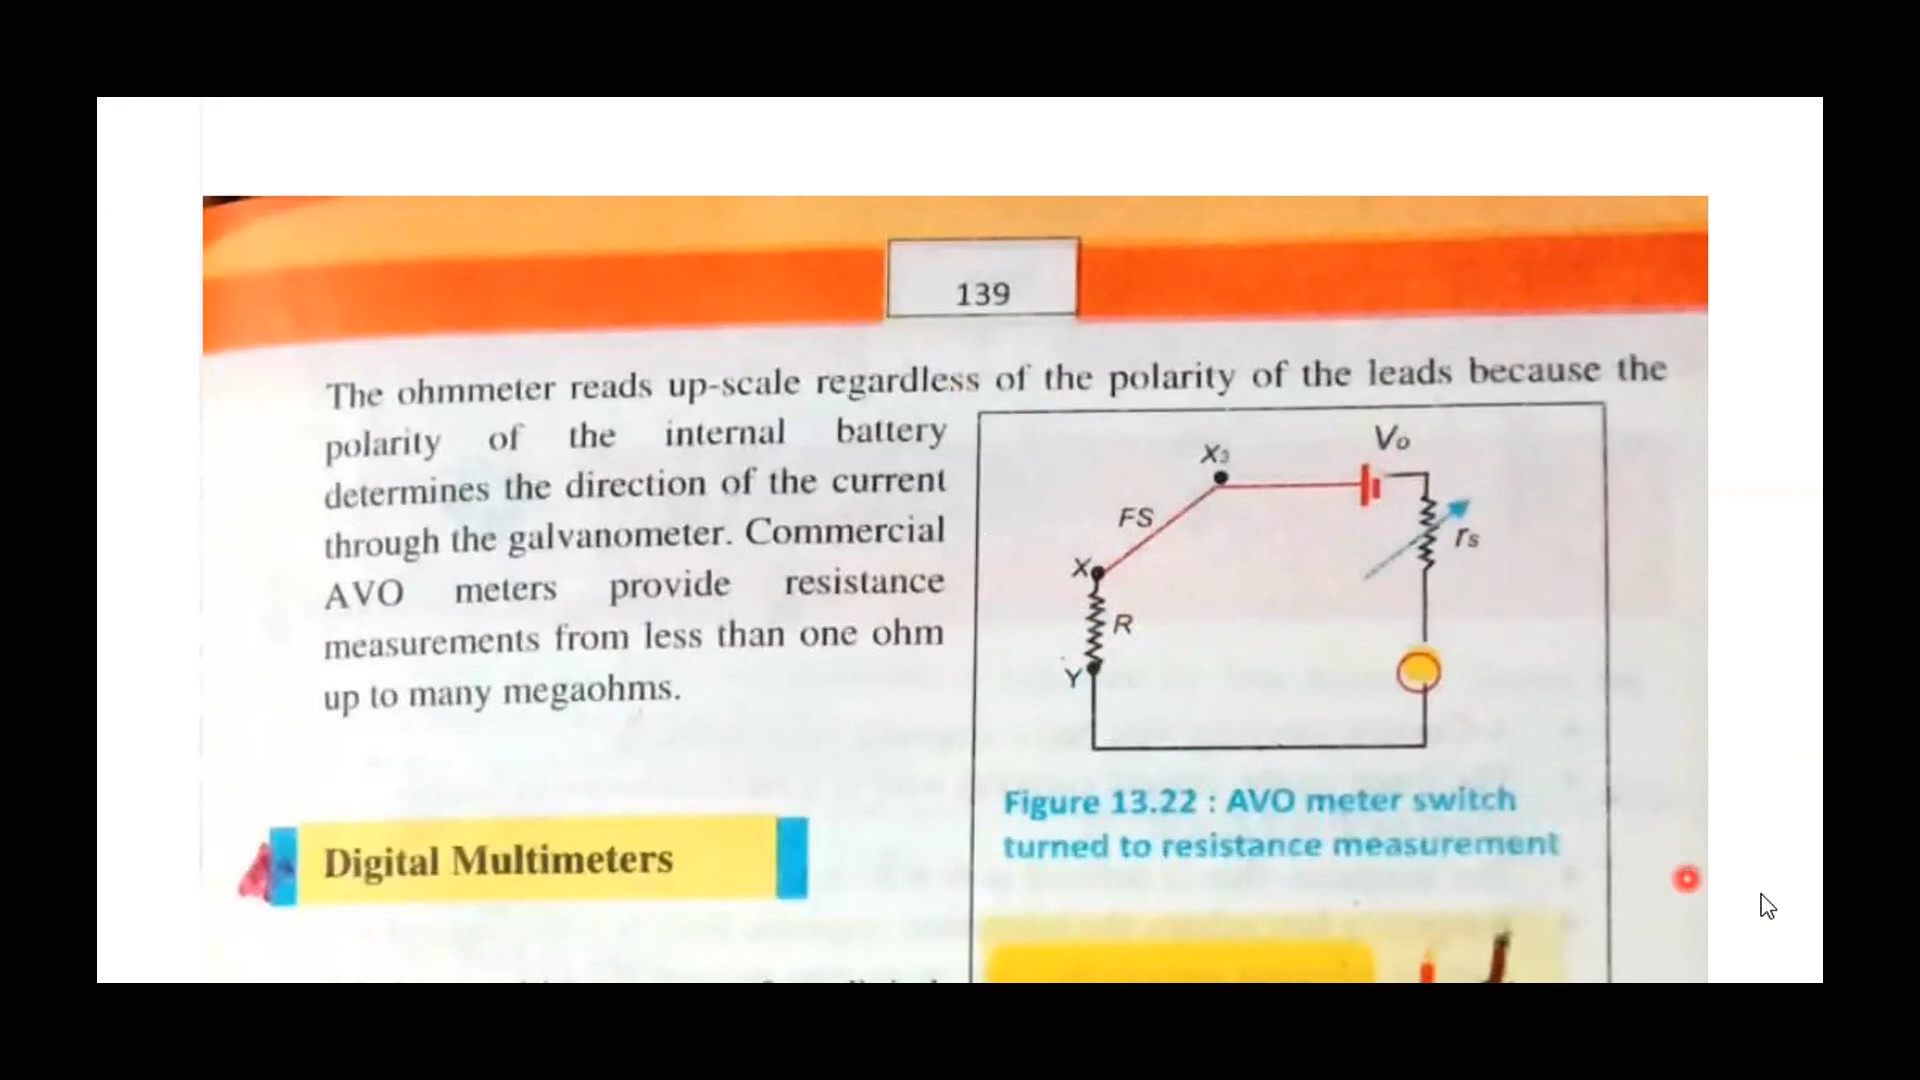 139
The ohmmeter reads up-scale regardless of the polarity of the leads because the
polarity of the internal battery
determines the direction of the current
through the galvanometer. Commercial
AVO meters provide resistance
measurements from less than one ohm
up to many megaohms.
X₃
V₀
FS
rs
X
R
Y
Figure 13.22 : AVO meter switch
turned to resistance measurement
Digital Multimeters